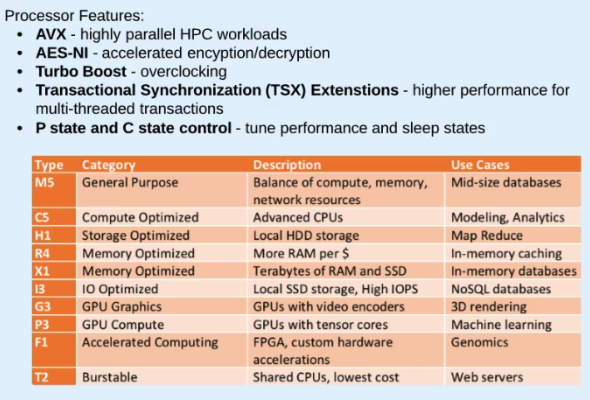 Processor Features:
• AVX - highly parallel HPC workloads
• AES-NI - accelerated encyption/decryption
• Turbo Boost - overclocking
• Transactional Synchronization (TSX) Extenstions - higher performance for
multi-threaded transactions
• P state and C state control - tune performance and sleep states
Type Category Description Use Cases
M5 General Purpose Balance of compute, memory, Mid-size databases
network resources
C5 Compute Optimized Advanced CPUs Modeling, Analytics
H1 Storage Optimized Local HDD storage Map Reduce
R4 Memory Optimized More RAM per $ In-memory caching
X1 Memory Optimized Terabytes of RAM and SSD In-memory databases
I3 IO Optimized Local SSD storage, High IOPS NoSQL databases
G3 GPU Graphics GPUs with video encoders 3D rendering
P3 GPU Compute GPUs with tensor cores Machine learning
F1 Accelerated Computing FPGA, custom hardware Genomics
accelerations
T2 Burstable Shared CPUs, lowest cost Web servers